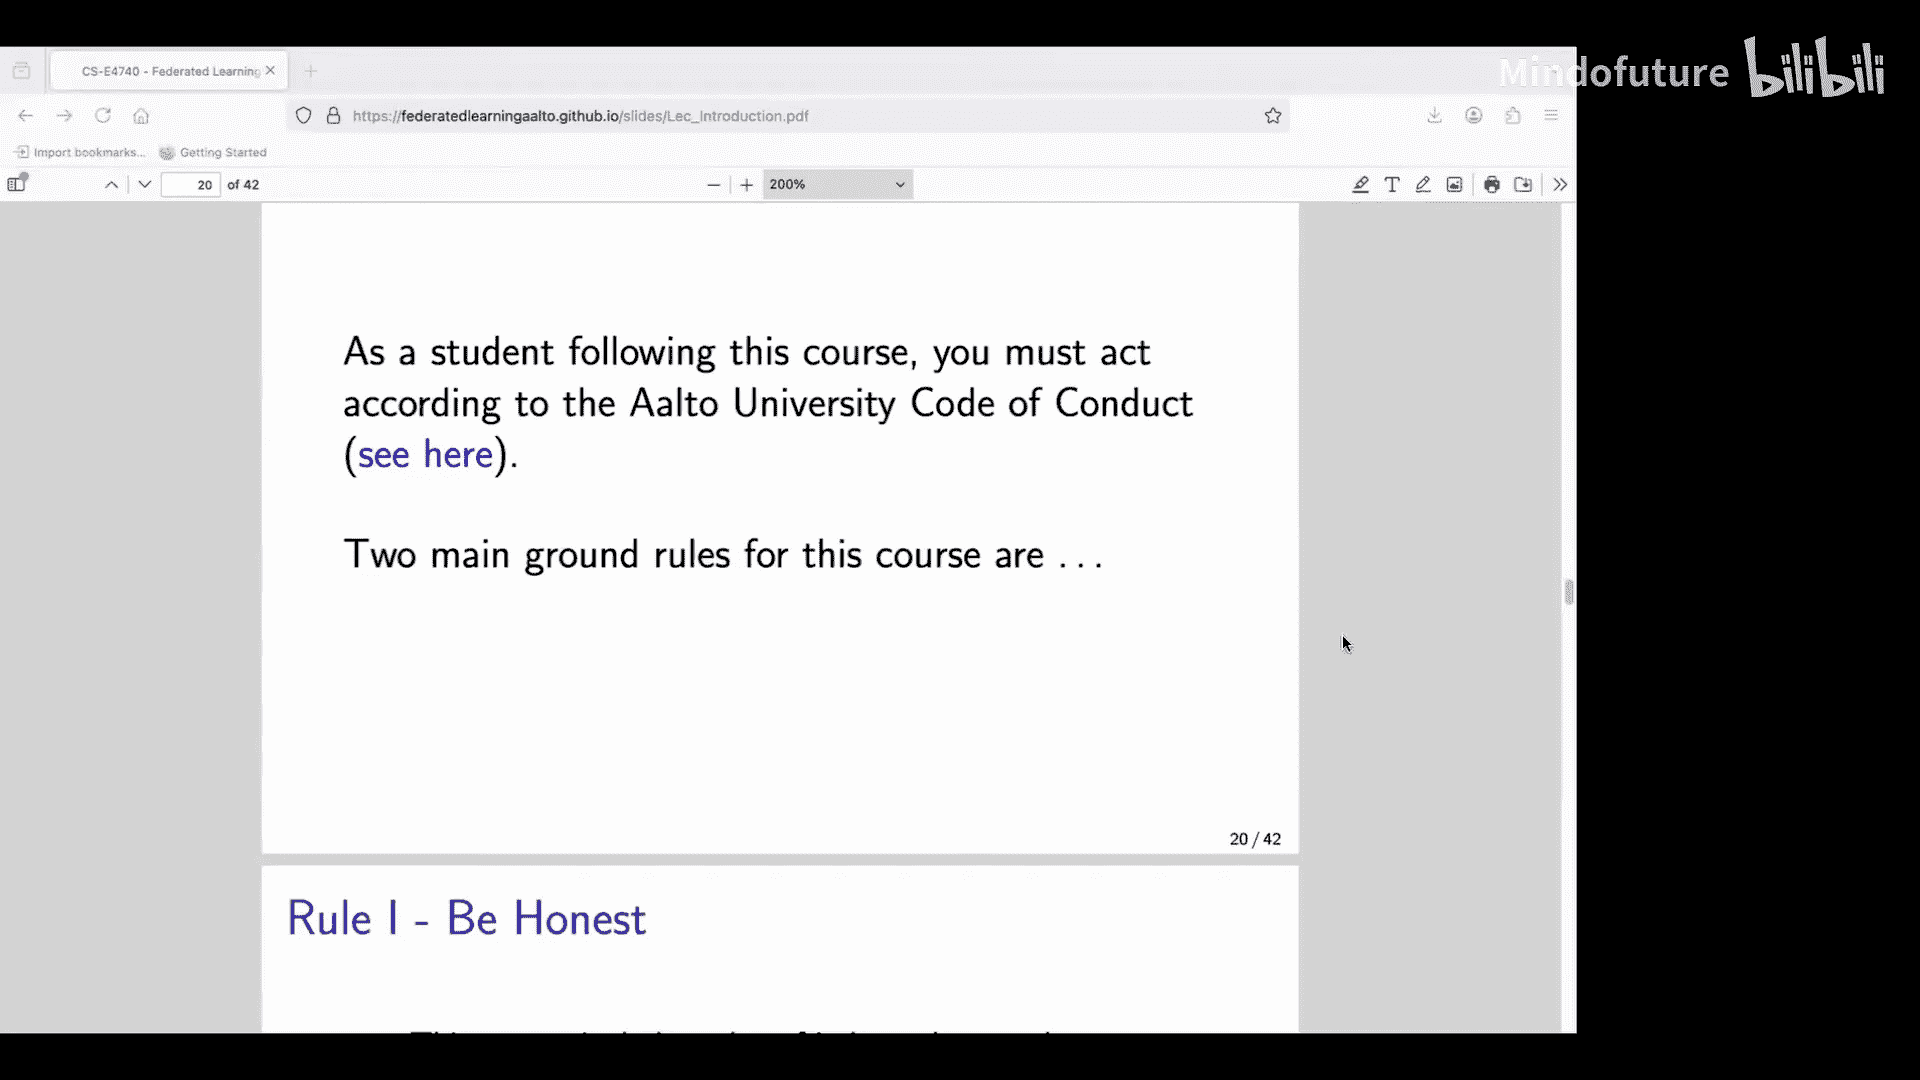 Mindofuture bilibili
CS-E4740 - Federated Learning
https://federatedlearningaalto.github.io/slides/Lec_Introduction.pdf
Import bookmarks... Getting Started
20 of 42 200%
As a student following this course, you must act
according to the Aalto University Code of Conduct
(see here).
Two main ground rules for this course are ...
20 / 42
Rule I - Be Honest